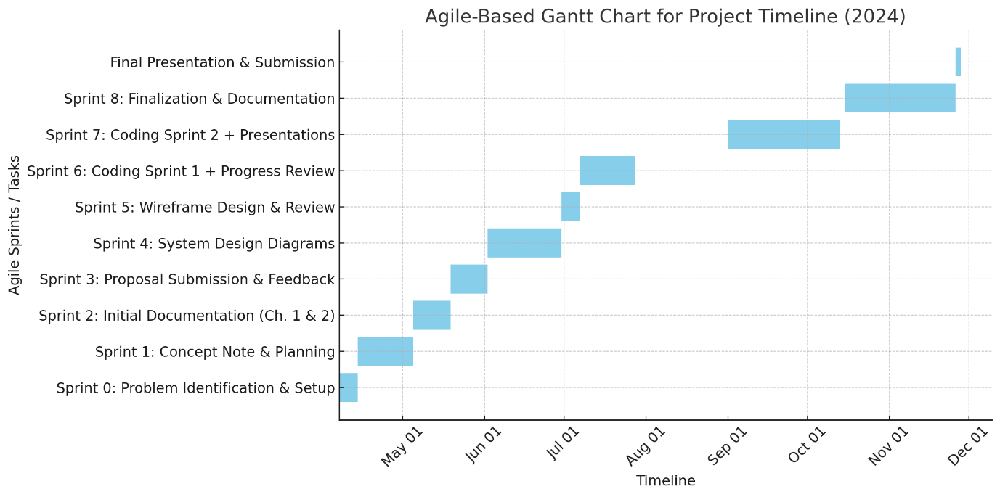 Agile-Based Gantt Chart for Project Timeline (2024)
Agile Sprints / Tasks
Final Presentation & Submission
Sprint 8: Finalization & Documentation
Sprint 7: Coding Sprint 2 + Presentations
Sprint 6: Coding Sprint 1 + Progress Review
Sprint 5: Wireframe Design & Review
Sprint 4: System Design Diagrams
Sprint 3: Proposal Submission & Feedback
Sprint 2: Initial Documentation (Ch. 1 & 2)
Sprint 1: Concept Note & Planning
Sprint 0: Problem Identification & Setup
May 01
Jun 01
Jul 01
Aug 01
Sep 01
Oct 01
Nov 01
Dec 01
Timeline